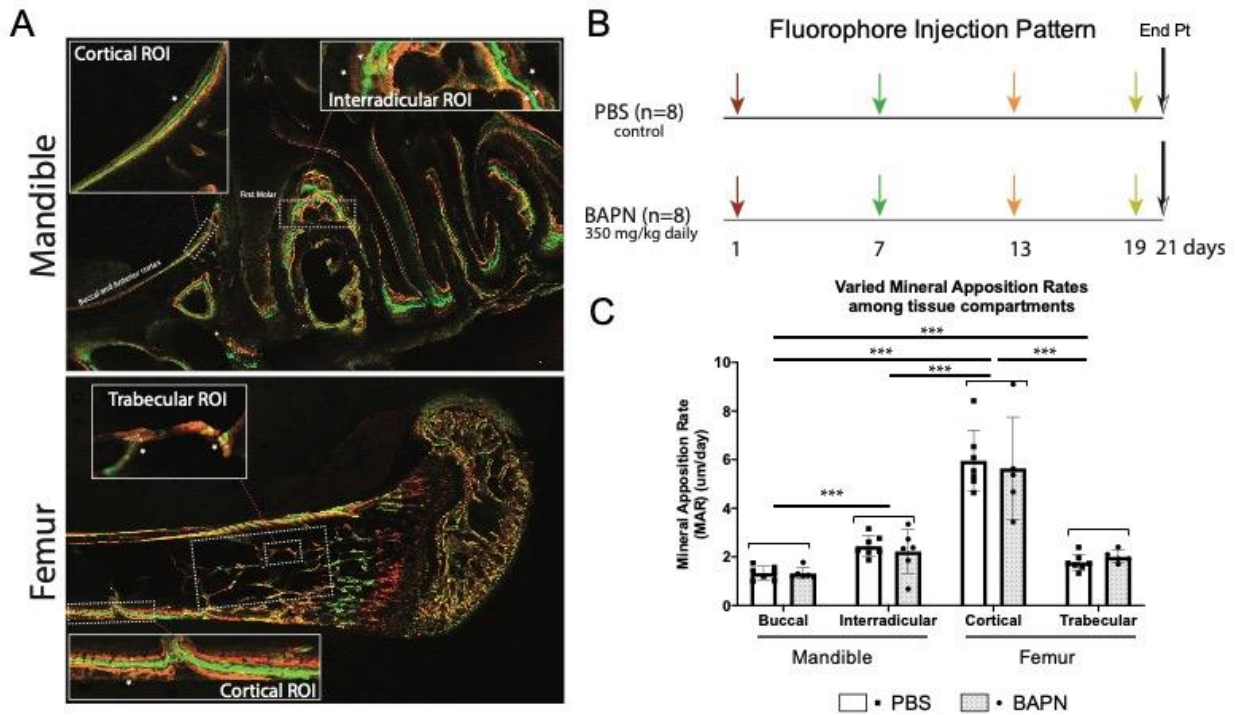 A
Mandible
Cortical ROI
Interradicular ROI
First Molar
Buccal and Anterior cortex
Femur
Trabecular ROI
Cortical ROI
B
Fluorophore Injection Pattern
End Pt
PBS (n=8)
control
BAPN (n=8)
350 mg/kg daily
1 7 13 19 21 days
C
Varied Mineral Apposition Rates
among tissue compartments
***
*** ***
***
***
Mineral Apposition Rate
(MAR) (um/day)
10
8
6
4
2
0
Buccal Interradicular Cortical Trabecular
Mandible Femur
PBS BAPN